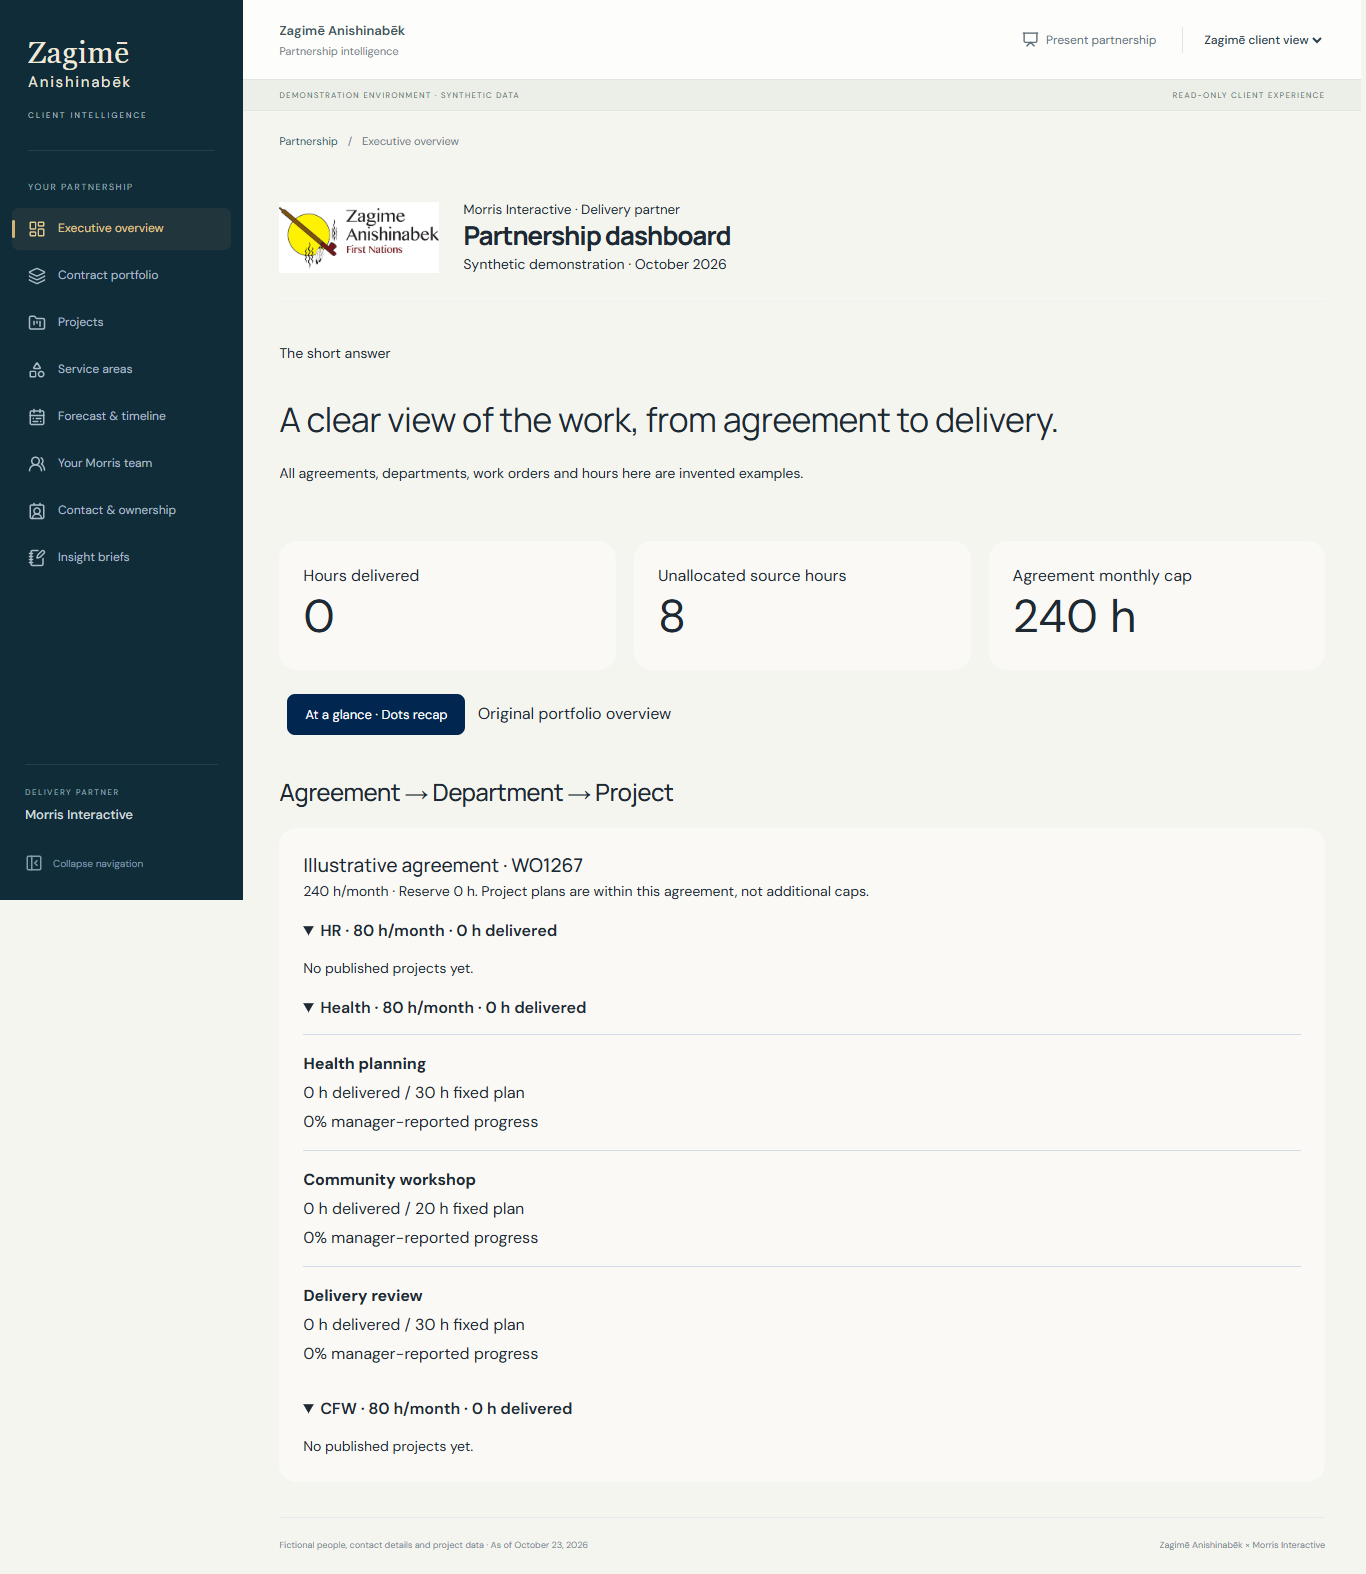 Zagimē
Anishinabēk
CLIENT INTELLIGENCE
YOUR PARTNERSHIP
Executive overview
Contract portfolio
Projects
Service areas
Forecast & timeline
Your Morris team
Contact & ownership
Insight briefs
DELIVERY PARTNER
Morris Interactive
Collapse navigation
Zagimē Anishinabēk
Partnership intelligence
Present partnership
Zagimē client view
DEMONSTRATION ENVIRONMENT · SYNTHETIC DATA
READ-ONLY CLIENT EXPERIENCE
Partnership / Executive overview
Zagime
Anishinabek
First Nations
Morris Interactive · Delivery partner
Partnership dashboard
Synthetic demonstration · October 2026
The short answer
A clear view of the work, from agreement to delivery.
All agreements, departments, work orders and hours here are invented examples.
Hours delivered
0
Unallocated source hours
8
Agreement monthly cap
240 h
At a glance · Dots recap
Original portfolio overview
Agreement → Department → Project
Illustrative agreement · WO1267
240 h/month · Reserve 0 h. Project plans are within this agreement, not additional caps.
▼ HR · 80 h/month · 0 h delivered
No published projects yet.
▼ Health · 80 h/month · 0 h delivered
Health planning
0 h delivered / 30 h fixed plan
0% manager-reported progress
Community workshop
0 h delivered / 20 h fixed plan
0% manager-reported progress
Delivery review
0 h delivered / 30 h fixed plan
0% manager-reported progress
▼ CFW · 80 h/month · 0 h delivered
No published projects yet.
Fictional people, contact details and project data · As of October 23, 2026
Zagimē Anishinabēk × Morris Interactive